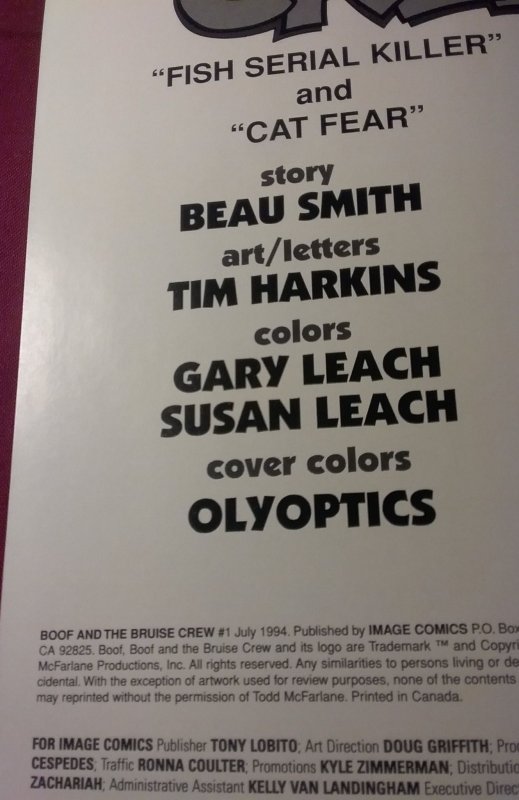 "FISH SERIAL KILLER"
and
"CAT FEAR"
story
BEAU SMITH
art/letters
TIM HARKINS
colors
GARY LEACH
SUSAN LEACH
cover colors
OLYOPTICS
BOOF AND THE BRUISE CREW #1 July 1994. Published by IMAGE COMICS P.O. Box
CA 92825. Boof, Boof and the Bruise Crew and its logo are Trademark ™ and Copyri
McFarlane Productions, Inc. All rights reserved. Any similarities to persons living or de
cidental. With the exception of artwork used for review purposes, none of the contents
may reprinted without the permission of Todd McFarlane. Printed in Canada.
FOR IMAGE COMICS Publisher TONY LOBITO; Art Direction DOUG GRIFFITH; Pro
CESPEDES; Traffic RONNA COULTER; Promotions KYLE ZIMMERMAN; Distributio
ZACHARIAH; Administrative Assistant KELLY VAN LANDINGHAM Executive Direc